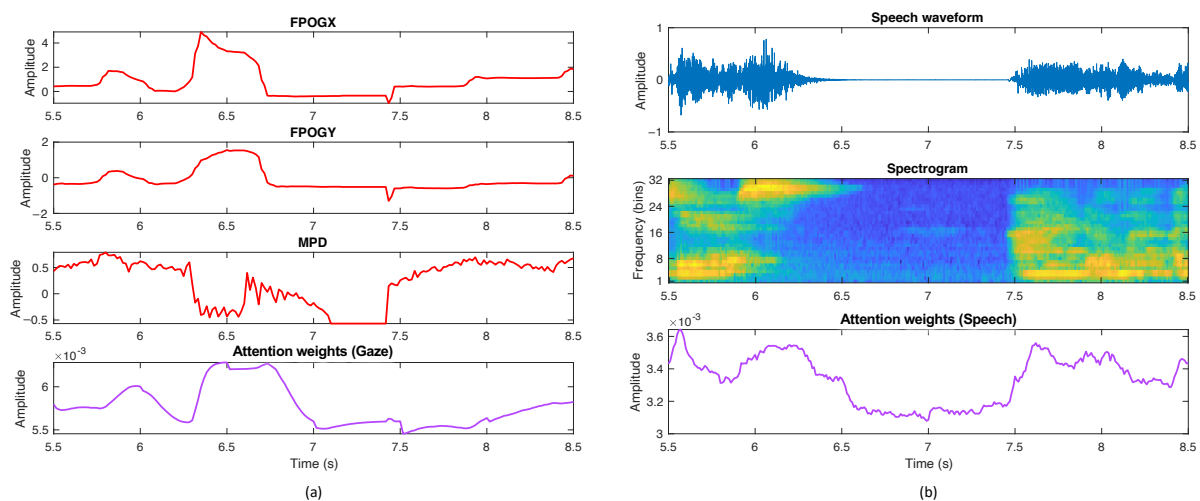 FPOGX
Amplitude
4
2
0
5.5 6 6.5 7 7.5 8 8.5
FPOGY
Amplitude
2
0
−2
5.5 6 6.5 7 7.5 8 8.5
MPD
Amplitude
0.5
0
−0.5
5.5 6 6.5 7 7.5 8 8.5
×10⁻³ Attention weights (Gaze)
Amplitude
6
5.5
5.5 6 6.5 7 7.5 8 8.5
Time (s)
(a)
Speech waveform
Amplitude
1
0
−1
5.5 6 6.5 7 7.5 8 8.5
Spectrogram
Frequency (bins)
32
24
16
8
1
5.5 6 6.5 7 7.5 8 8.5
×10⁻³ Attention weights (Speech)
Amplitude
3.6
3.4
3.2
3
5.5 6 6.5 7 7.5 8 8.5
Time (s)
(b)